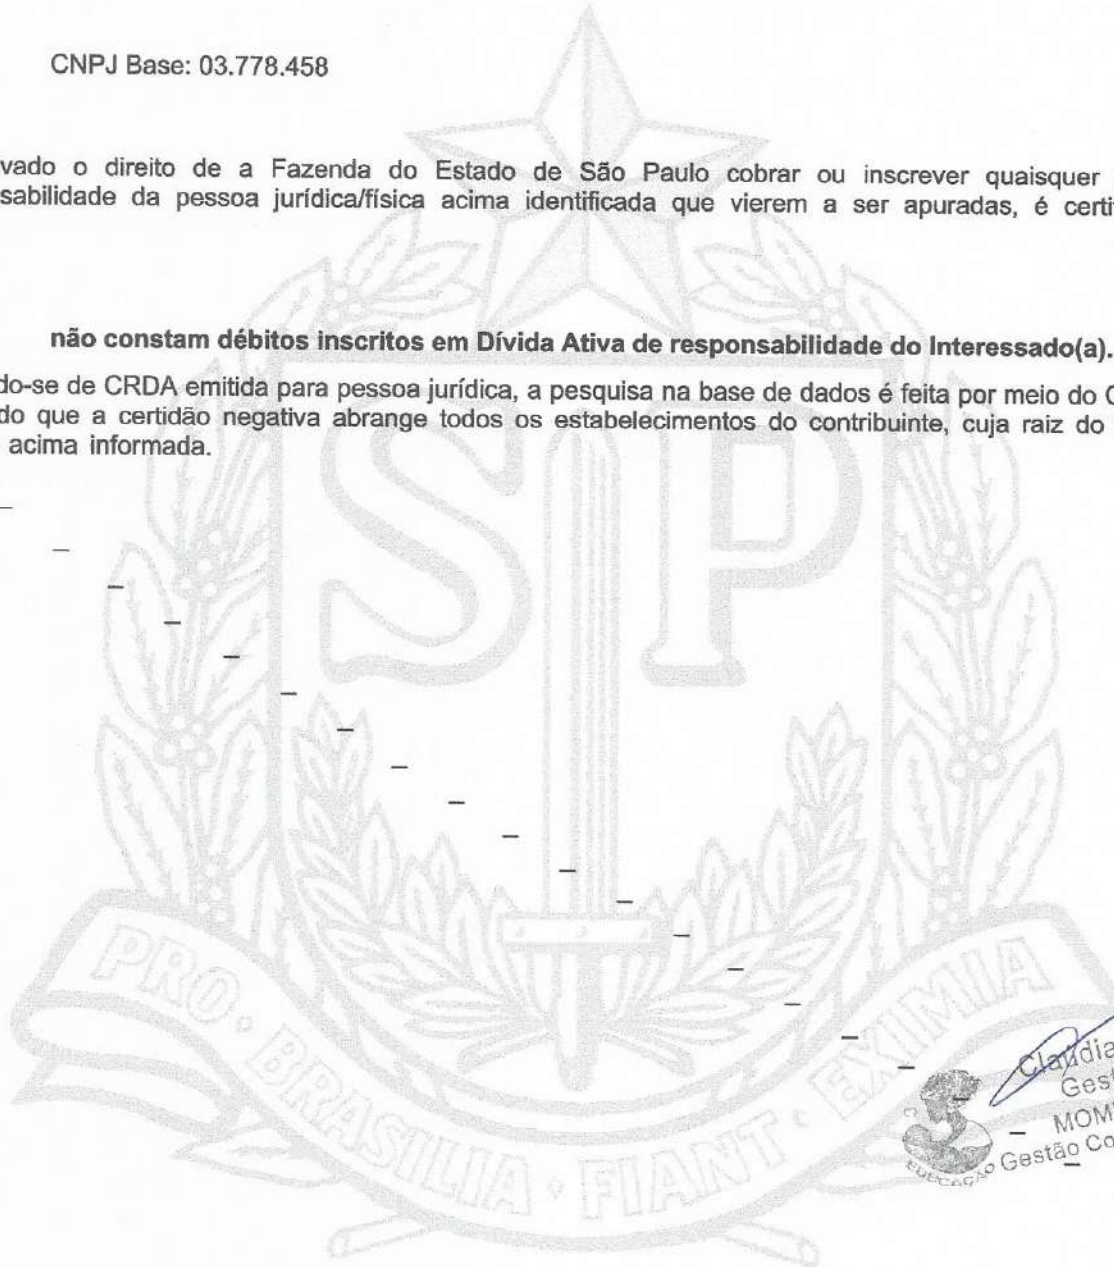 CNPJ Base: 03.778.458
vado o direito de a Fazenda do Estado de São Paulo cobrar ou inscrever quaisquer
sabilidade da pessoa jurídica/física acima identificada que vierem a ser apuradas, é certi
não constam débitos inscritos em Dívida Ativa de responsabilidade do Interessado(a).
do-se de CRDA emitida para pessoa jurídica, a pesquisa na base de dados é feita por meio do C
do que a certidão negativa abrange todos os estabelecimentos do contribuinte, cuja raiz do
acima informada.
SP
PRO · BRASILIA · FIANT · EXIMIA
Claudia
Gest
MOM
Gestão Co
EDUCAÇÃO